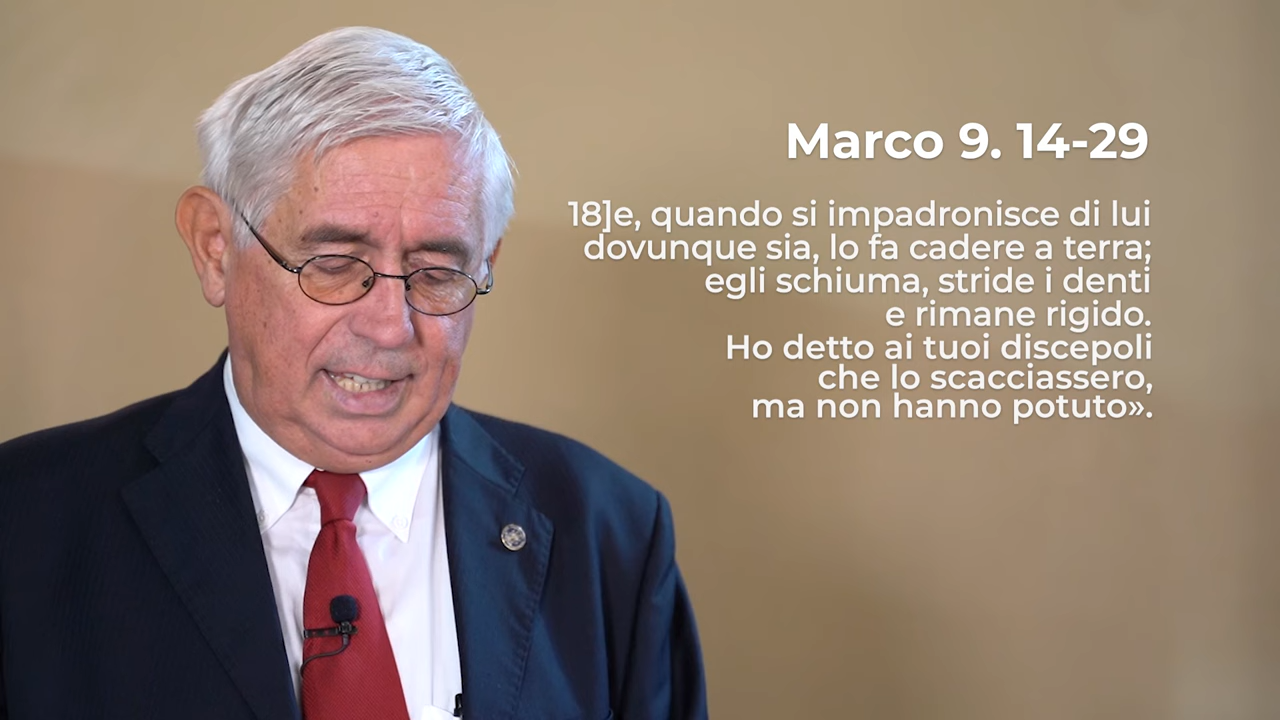 Marco 9. 14-29
18]e, quando si impadronisce di lui
dovunque sia, lo fa cadere a terra;
egli schiuma, stride i denti
e rimane rigido.
Ho detto ai tuoi discepoli
che lo scacciassero,
ma non hanno potuto».